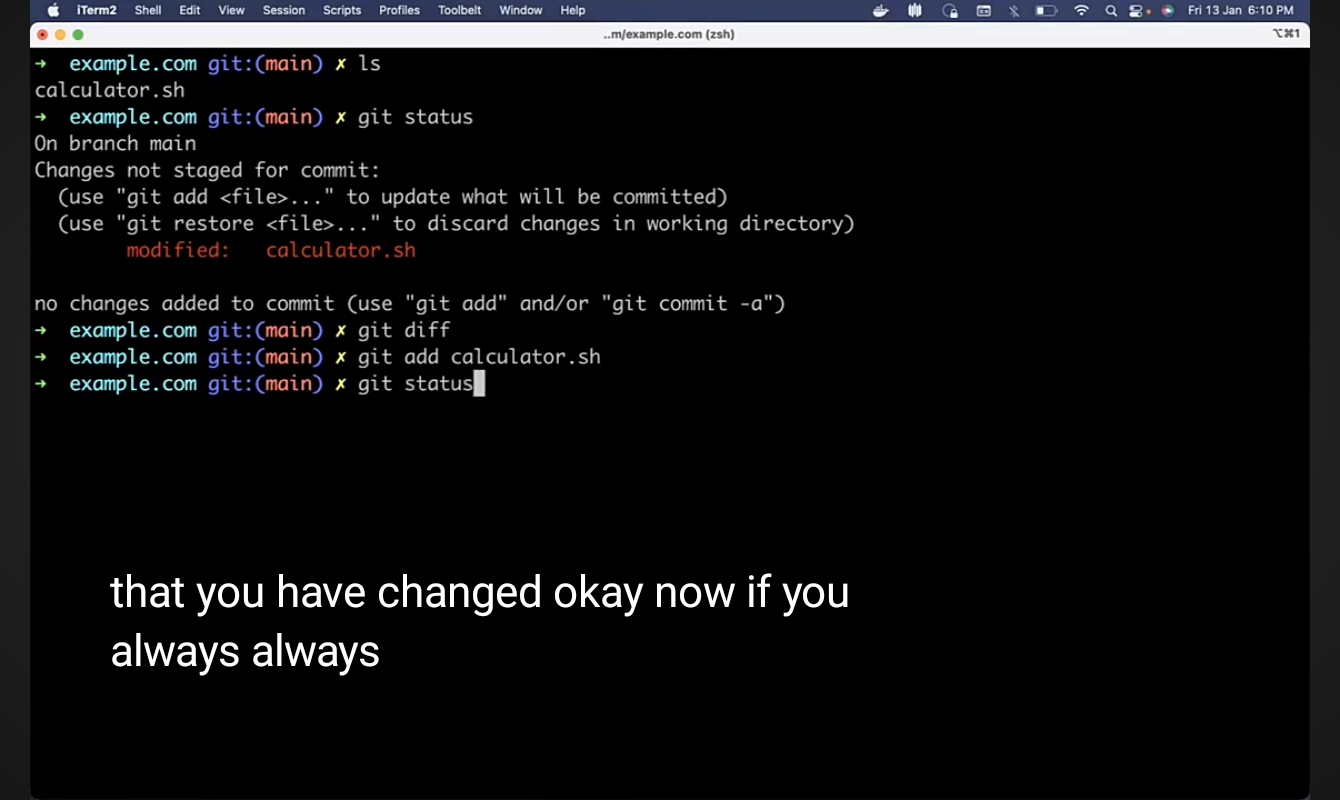 iTerm2 Shell Edit View Session Scripts Profiles Toolbelt Window Help Fri 13 Jan 6:10 PM
..m/example.com (zsh) ⌥⌘1
➜ example.com git:(main) ✗ ls
calculator.sh
➜ example.com git:(main) ✗ git status
On branch main
Changes not staged for commit:
(use "git add <file>..." to update what will be committed)
(use "git restore <file>..." to discard changes in working directory)
modified: calculator.sh
no changes added to commit (use "git add" and/or "git commit -a")
➜ example.com git:(main) ✗ git diff
➜ example.com git:(main) ✗ git add calculator.sh
➜ example.com git:(main) ✗ git status
that you have changed okay now if you
always always